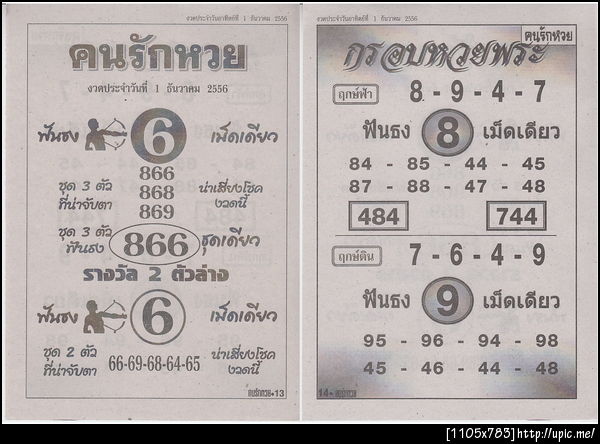 งวดประจำวันอาทิตย์ที่ 1 ธันวาคม 2556
คนรักหวย
งวดประจำวันที่ 1 ธันวาคม 2556
ฟันธง 6 เม็ดเดียว
866
ชุด 3 ตัว 868 น่าเสี่ยงโชค
ที่น่าจับตา 869 งวดนี้
ชุด 3 ตัว
ฟันธง 866 ชุดเดียว
รางวัล 2 ตัวล่าง
ฟันธง 6 เม็ดเดียว
ชุด 2 ตัว 66-69-68-64-65 น่าเสี่ยงโชค
ที่น่าจับตา งวดนี้
คนรักหวย•13
งวดประจำวันอาทิตย์ที่ 1 ธันวาคม 2556
คนรักหวย
กรอบหวยพระ
ฤกษ์ฟ้า 8 - 9 - 4 - 7
ฟันธง 8 เม็ดเดียว
84 - 85 - 44 - 45
87 - 88 - 47 - 48
484 744
ฤกษ์ดิน 7 - 6 - 4 - 9
ฟันธง 9 เม็ดเดียว
95 - 96 - 94 - 98
45 - 46 - 44 - 48
14•คนรักหวย
[1105x783]http://upic.me/